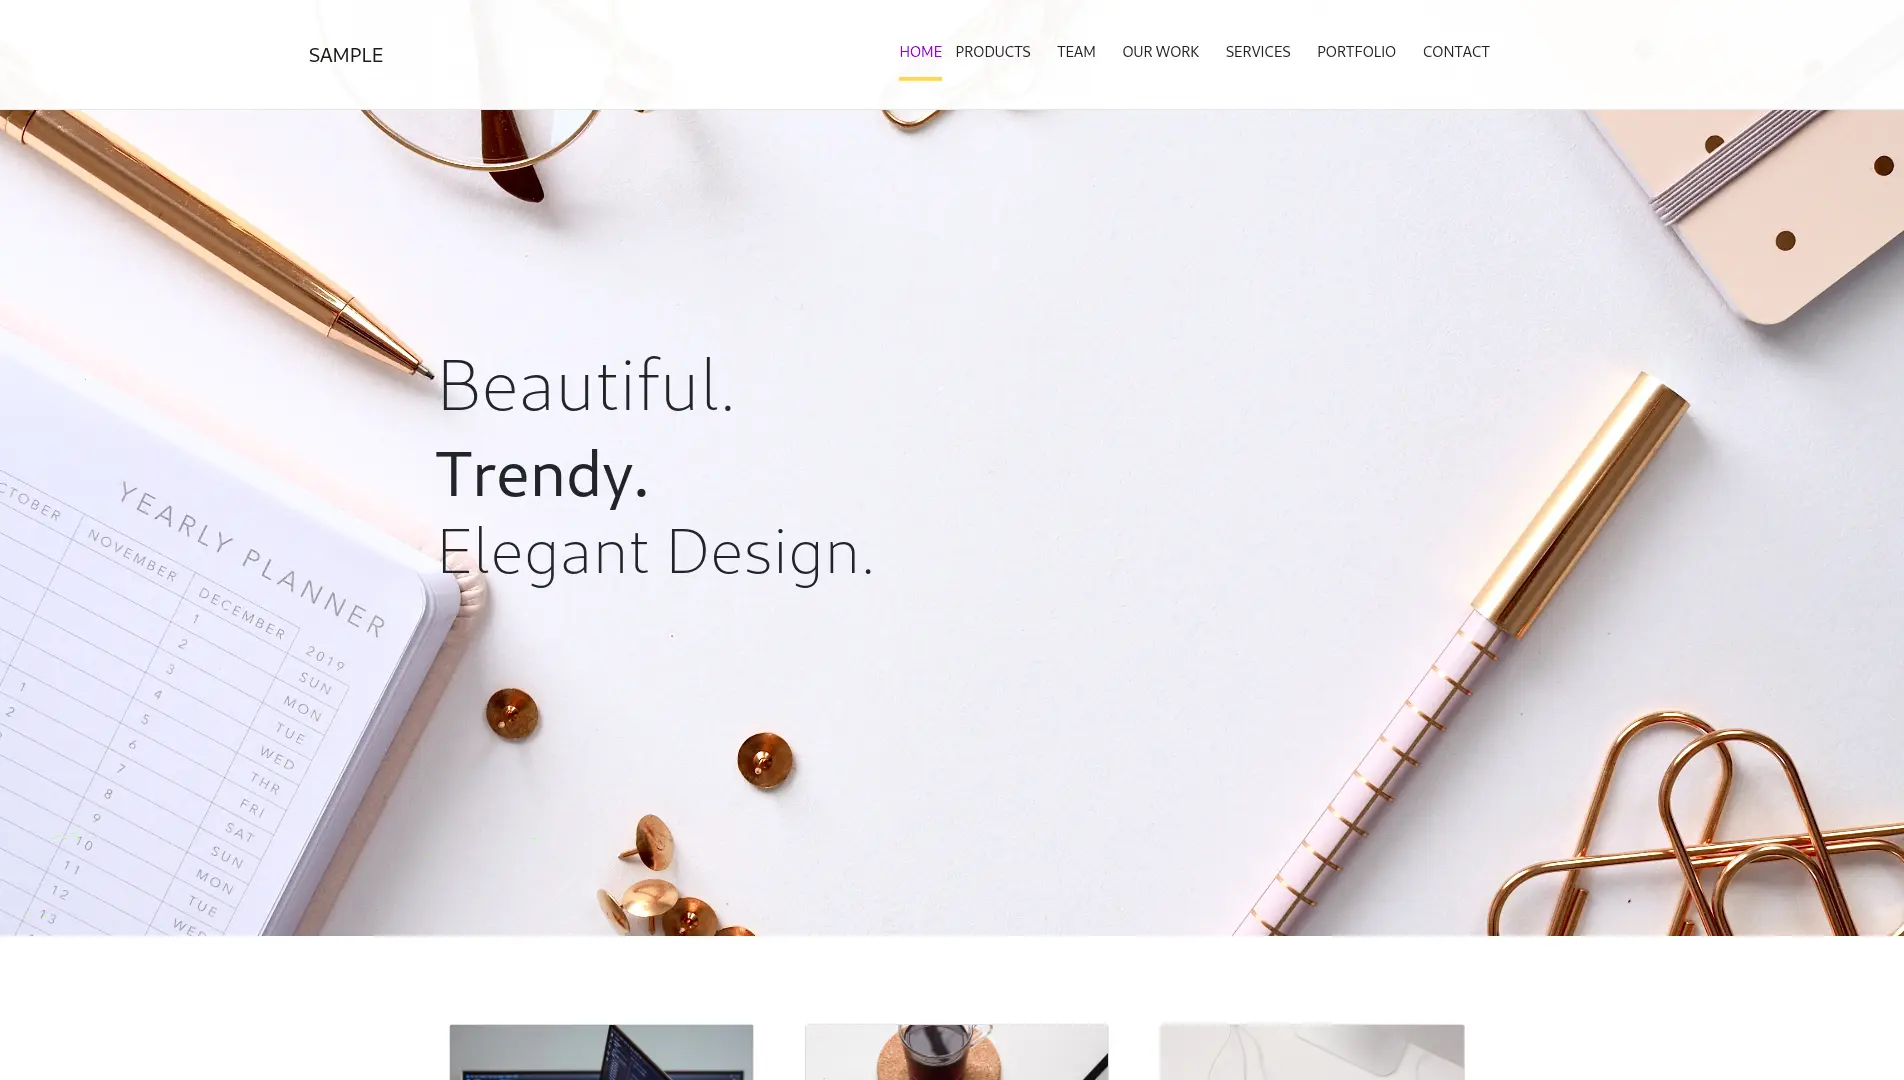 SAMPLE
HOME PRODUCTS TEAM OUR WORK SERVICES PORTFOLIO CONTACT
Beautiful.
Trendy.
Elegant Design.
YEARLY PLANNER
NOVEMBER
DECEMBER
2019
1 SUN
2 MON
3 TUE
4 WED
5 THR
6 FRI
7 SAT
8 SUN
9 MON
10 TUE
11
12
13
1
2